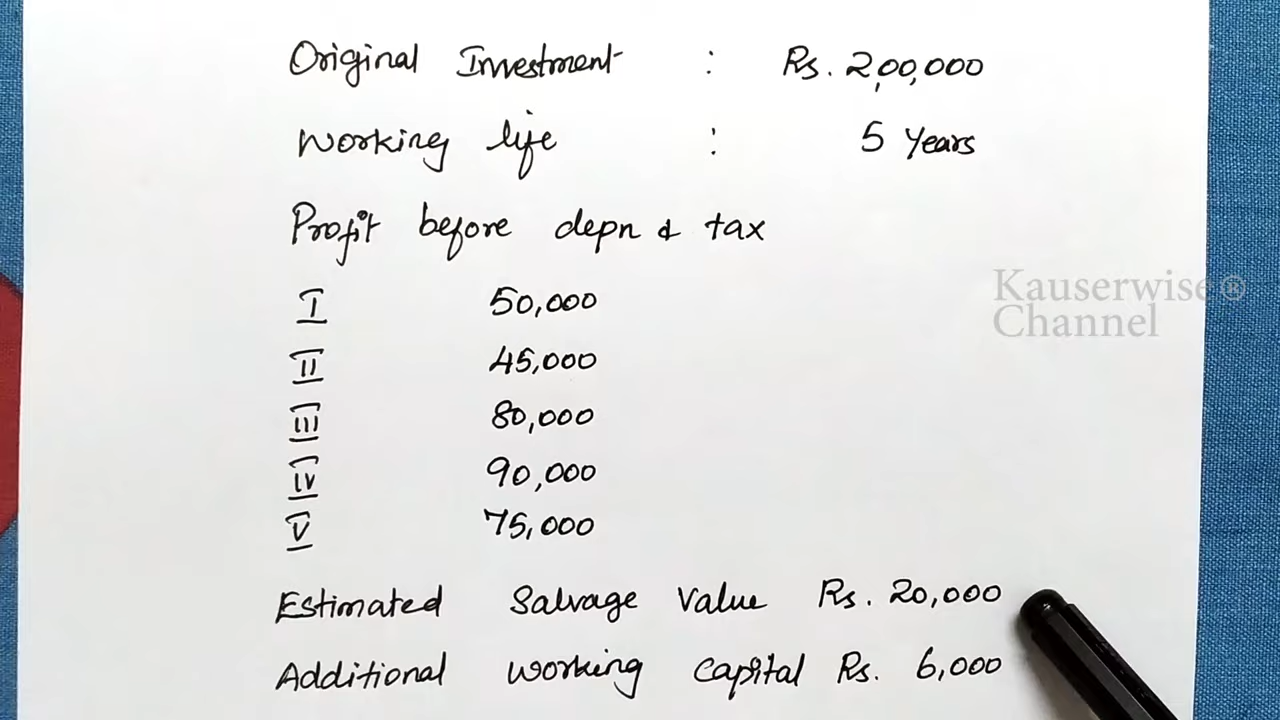 Original Investment : Rs. 2,00,000
Working life : 5 Years
Profit before depn & tax
I 50,000
II 45,000
III 80,000
IV 90,000
V 75,000
Estimated Salvage Value Rs. 20,000
Additional Working Capital Rs. 6,000
Kauserwise®
Channel